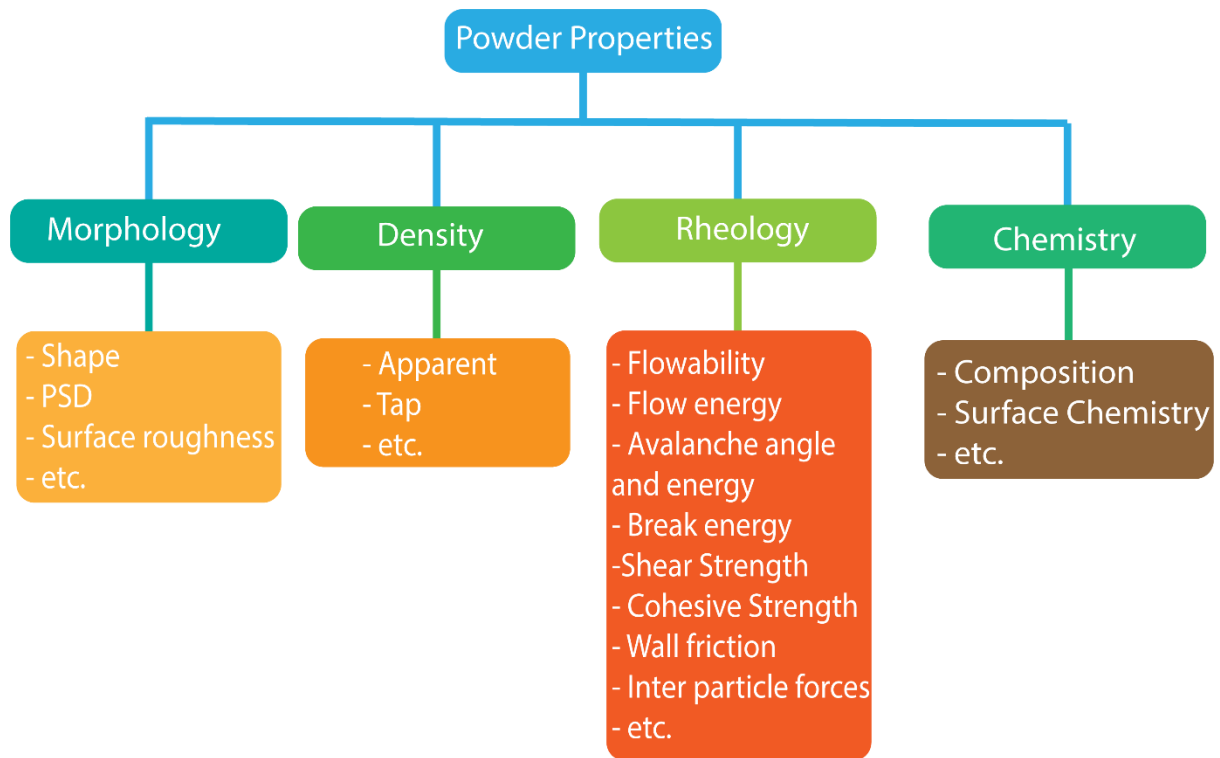 Powder Properties
Morphology
- Shape
- PSD
- Surface roughness
- etc.
Density
- Apparent
- Tap
- etc.
Rheology
- Flowability
- Flow energy
- Avalanche angle
and energy
- Break energy
-Shear Strength
- Cohesive Strength
- Wall friction
- Inter particle forces
- etc.
Chemistry
- Composition
- Surface Chemistry
- etc.